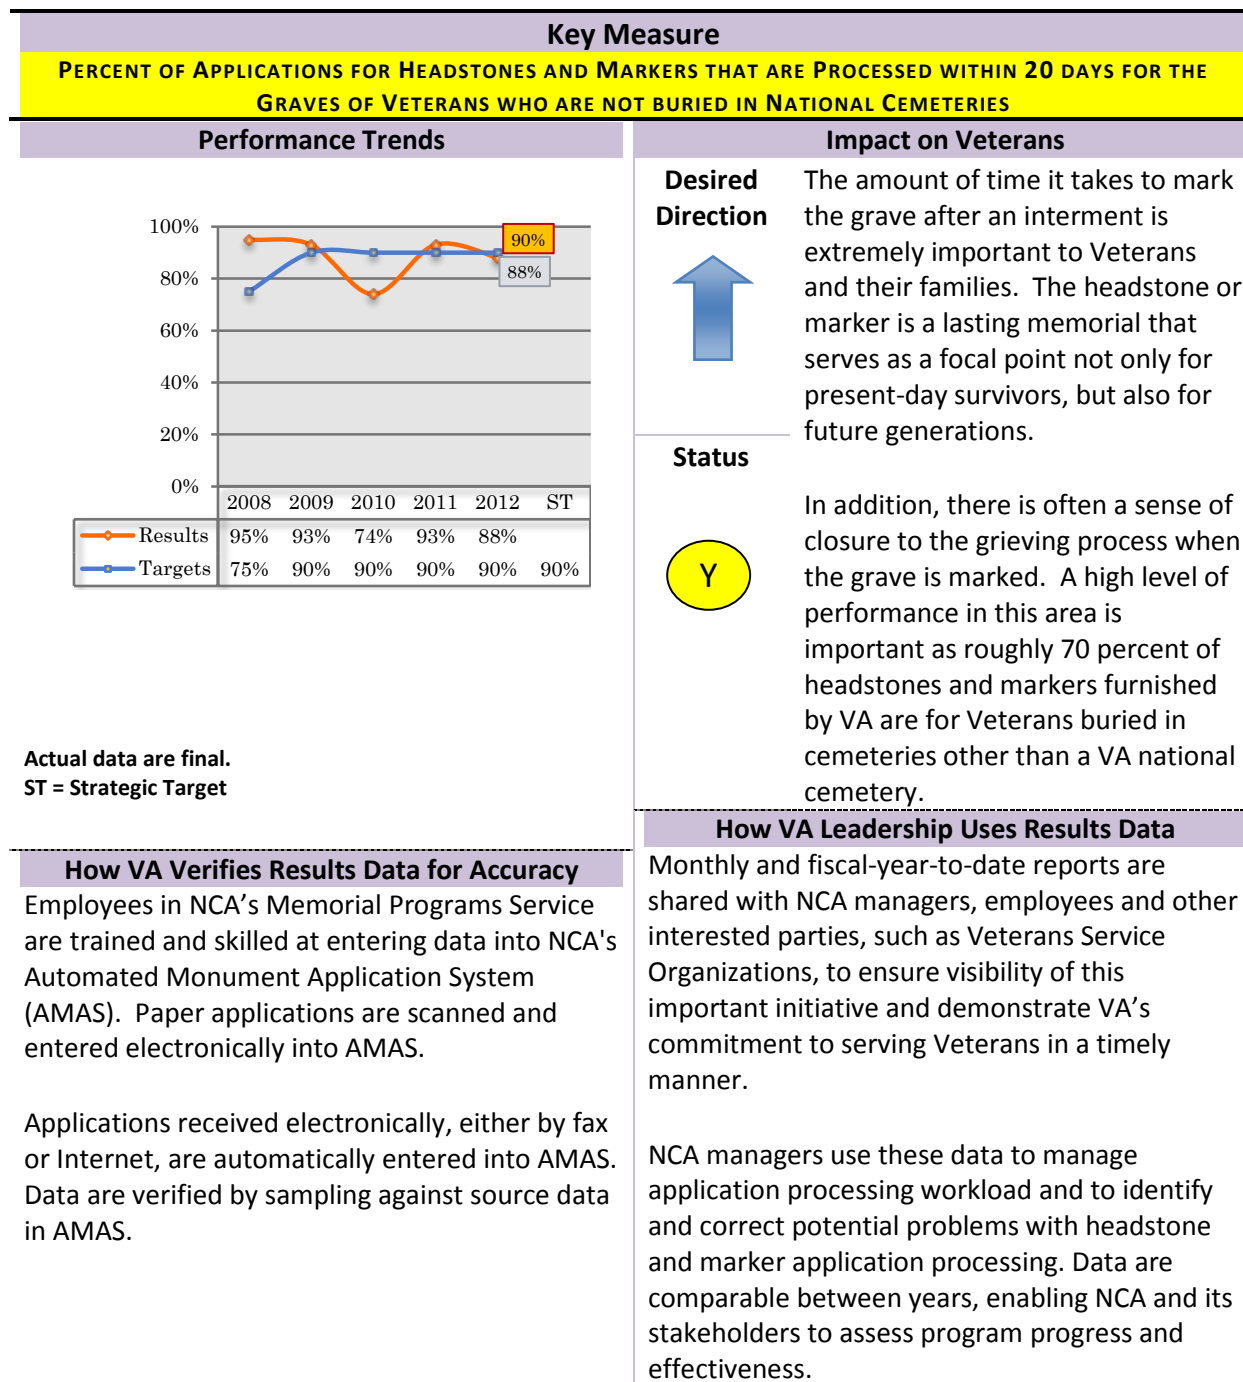 Key Measure
PERCENT OF APPLICATIONS FOR HEADSTONES AND MARKERS THAT ARE PROCESSED WITHIN 20 DAYS FOR THE
GRAVES OF VETERANS WHO ARE NOT BURIED IN NATIONAL CEMETERIES
Performance Trends
100%
80%
60%
40%
20%
0%
90%
88%
2008 2009 2010 2011 2012 ST
Results 95% 93% 74% 93% 88%
Targets 75% 90% 90% 90% 90% 90%
Actual data are final.
ST = Strategic Target
How VA Verifies Results Data for Accuracy
Employees in NCA’s Memorial Programs Service
are trained and skilled at entering data into NCA's
Automated Monument Application System
(AMAS).  Paper applications are scanned and
entered electronically into AMAS.
Applications received electronically, either by fax
or Internet, are automatically entered into AMAS.
Data are verified by sampling against source data
in AMAS.
Impact on Veterans
Desired
Direction
Status
Y
The amount of time it takes to mark
the grave after an interment is
extremely important to Veterans
and their families.  The headstone or
marker is a lasting memorial that
serves as a focal point not only for
present-day survivors, but also for
future generations.
In addition, there is often a sense of
closure to the grieving process when
the grave is marked.  A high level of
performance in this area is
important as roughly 70 percent of
headstones and markers furnished
by VA are for Veterans buried in
cemeteries other than a VA national
cemetery.
How VA Leadership Uses Results Data
Monthly and fiscal-year-to-date reports are
shared with NCA managers, employees and other
interested parties, such as Veterans Service
Organizations, to ensure visibility of this
important initiative and demonstrate VA’s
commitment to serving Veterans in a timely
manner.
NCA managers use these data to manage
application processing workload and to identify
and correct potential problems with headstone
and marker application processing. Data are
comparable between years, enabling NCA and its
stakeholders to assess program progress and
effectiveness.